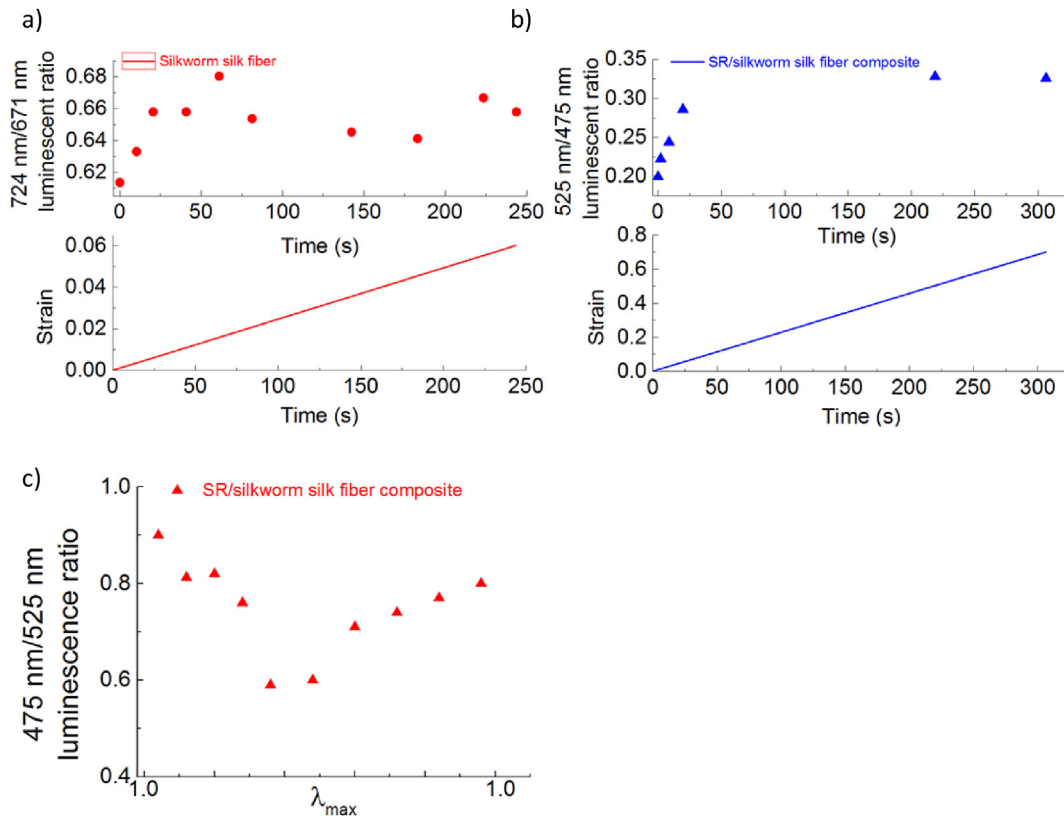 a)
724 nm/671 nm
luminescent ratio
Silkworm silk fiber
0.68
0.66
0.64
0.62
0 50 100 150 200 250
Time (s)
Strain
0.06
0.04
0.02
0.00
0 50 100 150 200 250
Time (s)
b)
525 nm/475 nm
luminescent ratio
SR/silkworm silk fiber composite
0.35
0.30
0.25
0.20
0 50 100 150 200 250 300
Time (s)
Strain
0.8
0.6
0.4
0.2
0.0
0 50 100 150 200 250 300
Time (s)
c)
475 nm/525 nm
luminescence ratio
SR/silkworm silk fiber composite
1.0
0.8
0.6
0.4
1.0 1.0
λmax